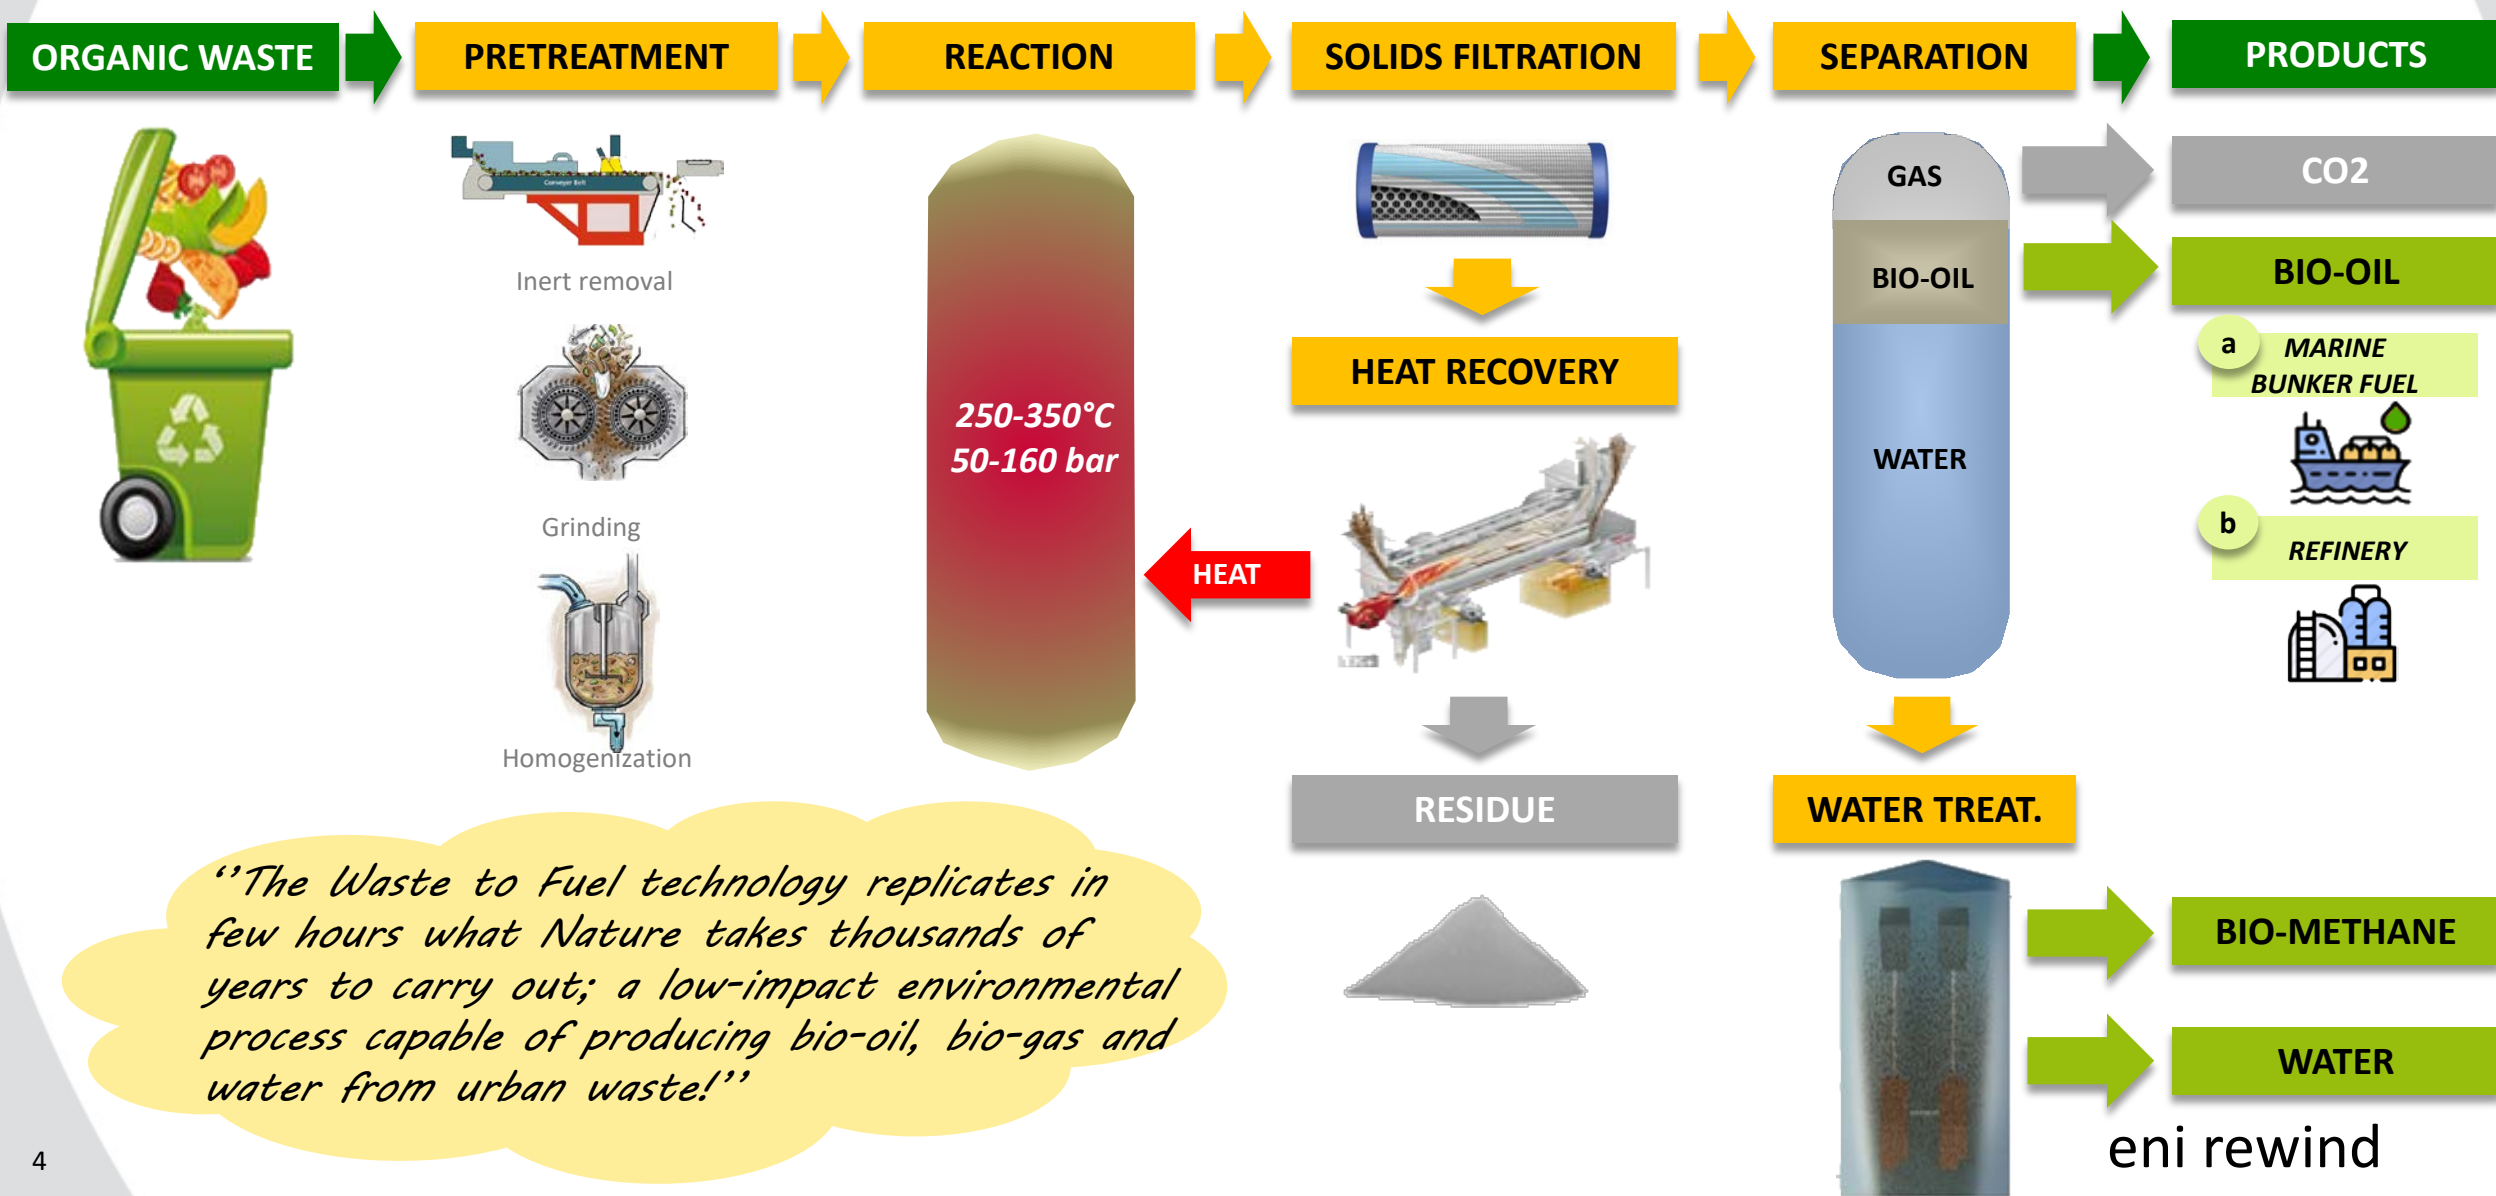 ORGANIC WASTE
PRETREATMENT
REACTION
SOLIDS FILTRATION
SEPARATION
PRODUCTS
Conveyer Belt
Inert removal
Grinding
Homogenization
250-350°C
50-160 bar
HEAT
HEAT RECOVERY
RESIDUE
GAS
BIO-OIL
WATER
WATER TREAT.
CO2
BIO-OIL
a
MARINE
BUNKER FUEL
b
REFINERY
BIO-METHANE
WATER
‘’The Waste to Fuel technology replicates in
few hours what Nature takes thousands of
years to carry out; a low-impact environmental
process capable of producing bio-oil, bio-gas and
water from urban waste!’’
4
eni rewind